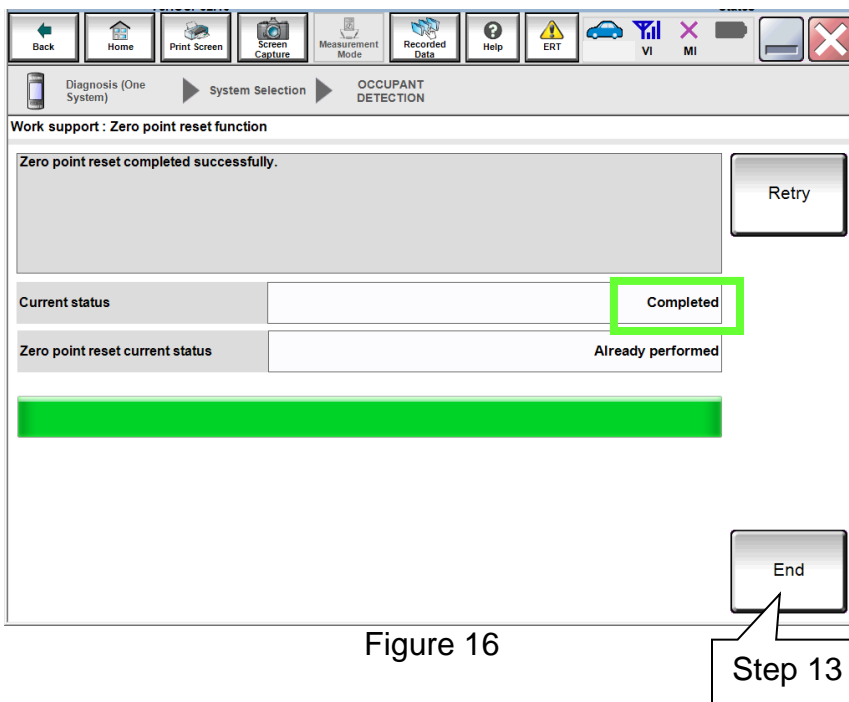 Back
Home
Print Screen
Screen
Capture
Measurement
Mode
Recorded
Data
Help
ERT
VI
MI
Diagnosis (One
System)
System Selection
OCCUPANT
DETECTION
Work support : Zero point reset function
Zero point reset completed successfully.
Retry
Current status
Completed
Zero point reset current status
Already performed
End
Figure 16
Step 13